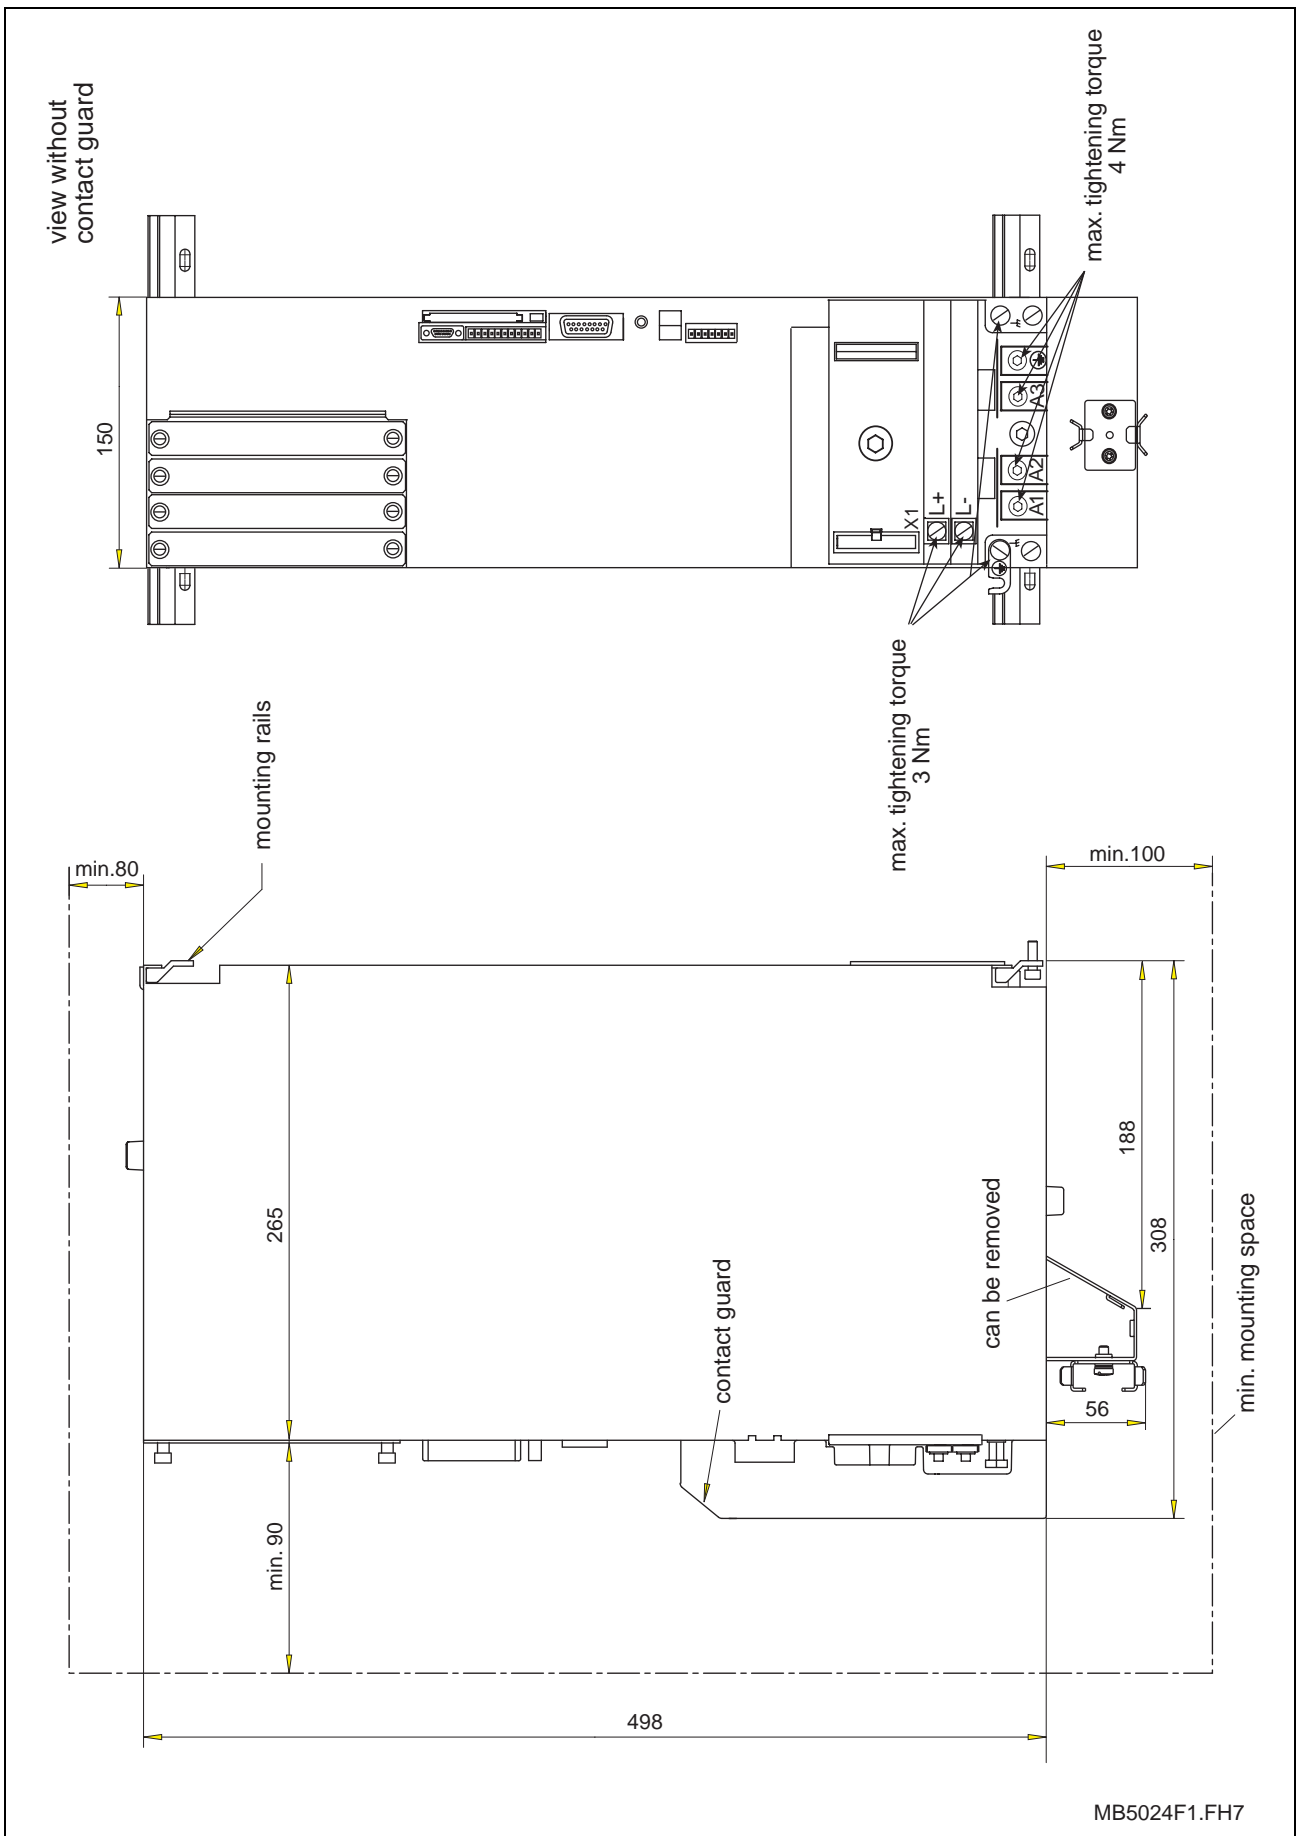 view without
contact guard
150
max. tightening torque
4 Nm
X1
L+
L-
A1
A2
A3
max. tightening torque
3 Nm
mounting rails
min.80
min.100
265
188
308
can be removed
contact guard
56
min. mounting space
min. 90
498
MB5024F1.FH7